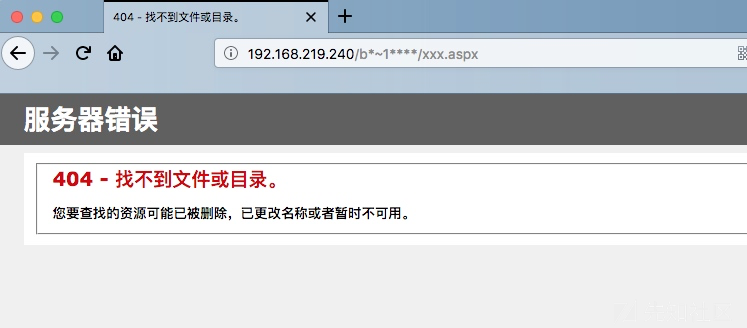 404 - 找不到文件或目录。
192.168.219.240/b*~1****/xxx.aspx
服务器错误
404 - 找不到文件或目录。
您要查找的资源可能已被删除，已更改名称或者暂时不可用。